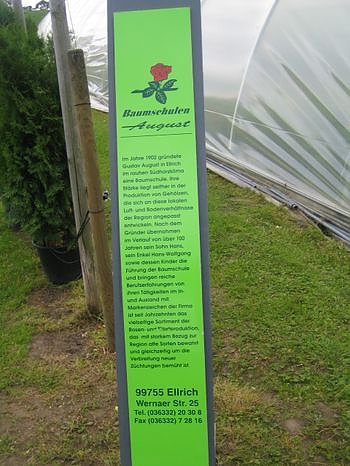 Baumschulen
August
Im Jahre 1902 gründete
Gustav August in Ellrich
im rauhen Südharzklima
eine Baumschule. Ihre
Stärke liegt seither in der
Produktion von Gehölzen,
die sich an diese lokalen
Luft- und Bodenverhältnisse
der Region angepasst
entwickeln. Nach dem
Gründer übernahmen
im Verlauf von über 100
Jahren sein Sohn Hans,
sein Enkel Hans-Wolfgang
sowie dessen Kinder die
Führung der Baumschule
und bringen reiche
Berufserfahrungen von
ihren Tätigkeiten im In-
und Ausland mit.
Markenzeichen der Firma
ist seit Jahrzehnten das
vielseitige Sortiment der
Rosen- und Obstproduktion,
das mit starkem Bezug zur
Region alte Sorten bewahrt
und gleichzeitig um die
Verbreitung neuer
Züchtungen bemüht ist.
99755 Ellrich
Wernaer Str. 25
Tel. (036332) 20 30 8
Fax (036332) 7 28 16